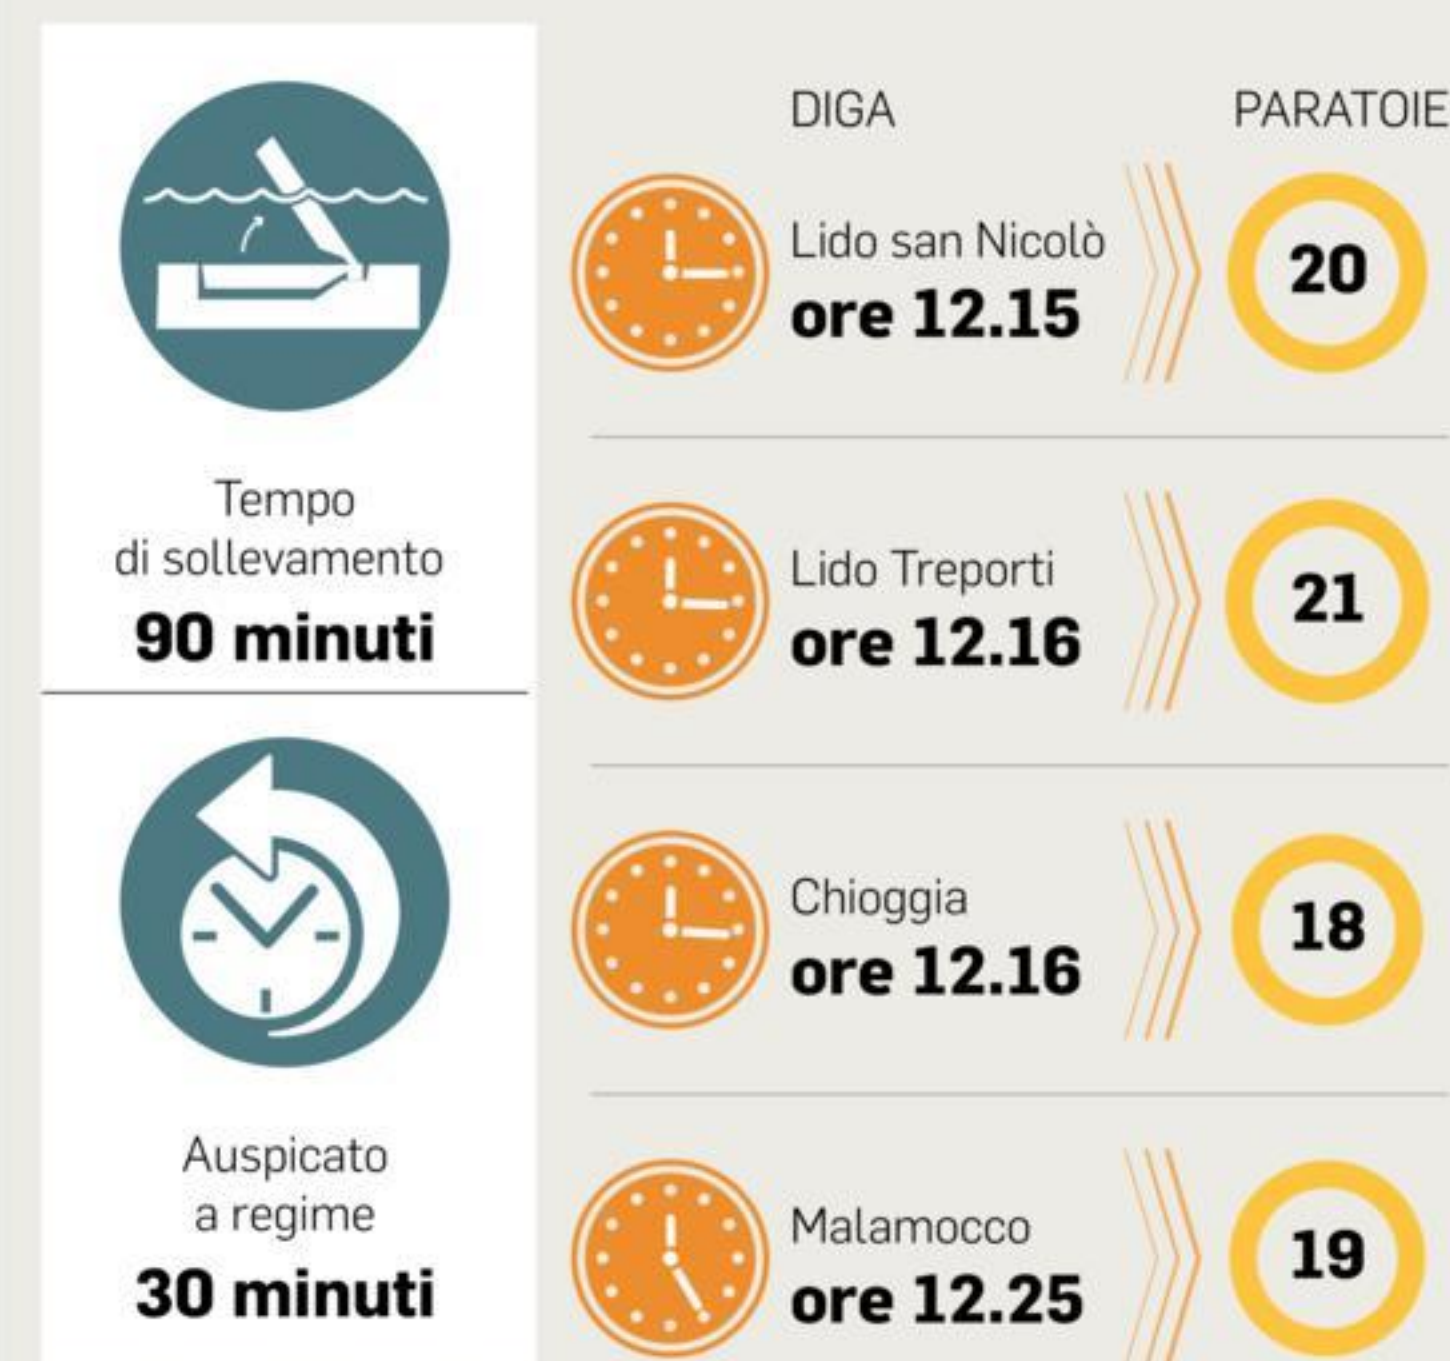 Tempo
di sollevamento
90 minuti
Auspicato
a regime
30 minuti
DIGA
PARATOIE
Lido san Nicolò
ore 12.15
20
Lido Treporti
ore 12.16
21
Chioggia
ore 12.16
18
Malamocco
ore 12.25
19